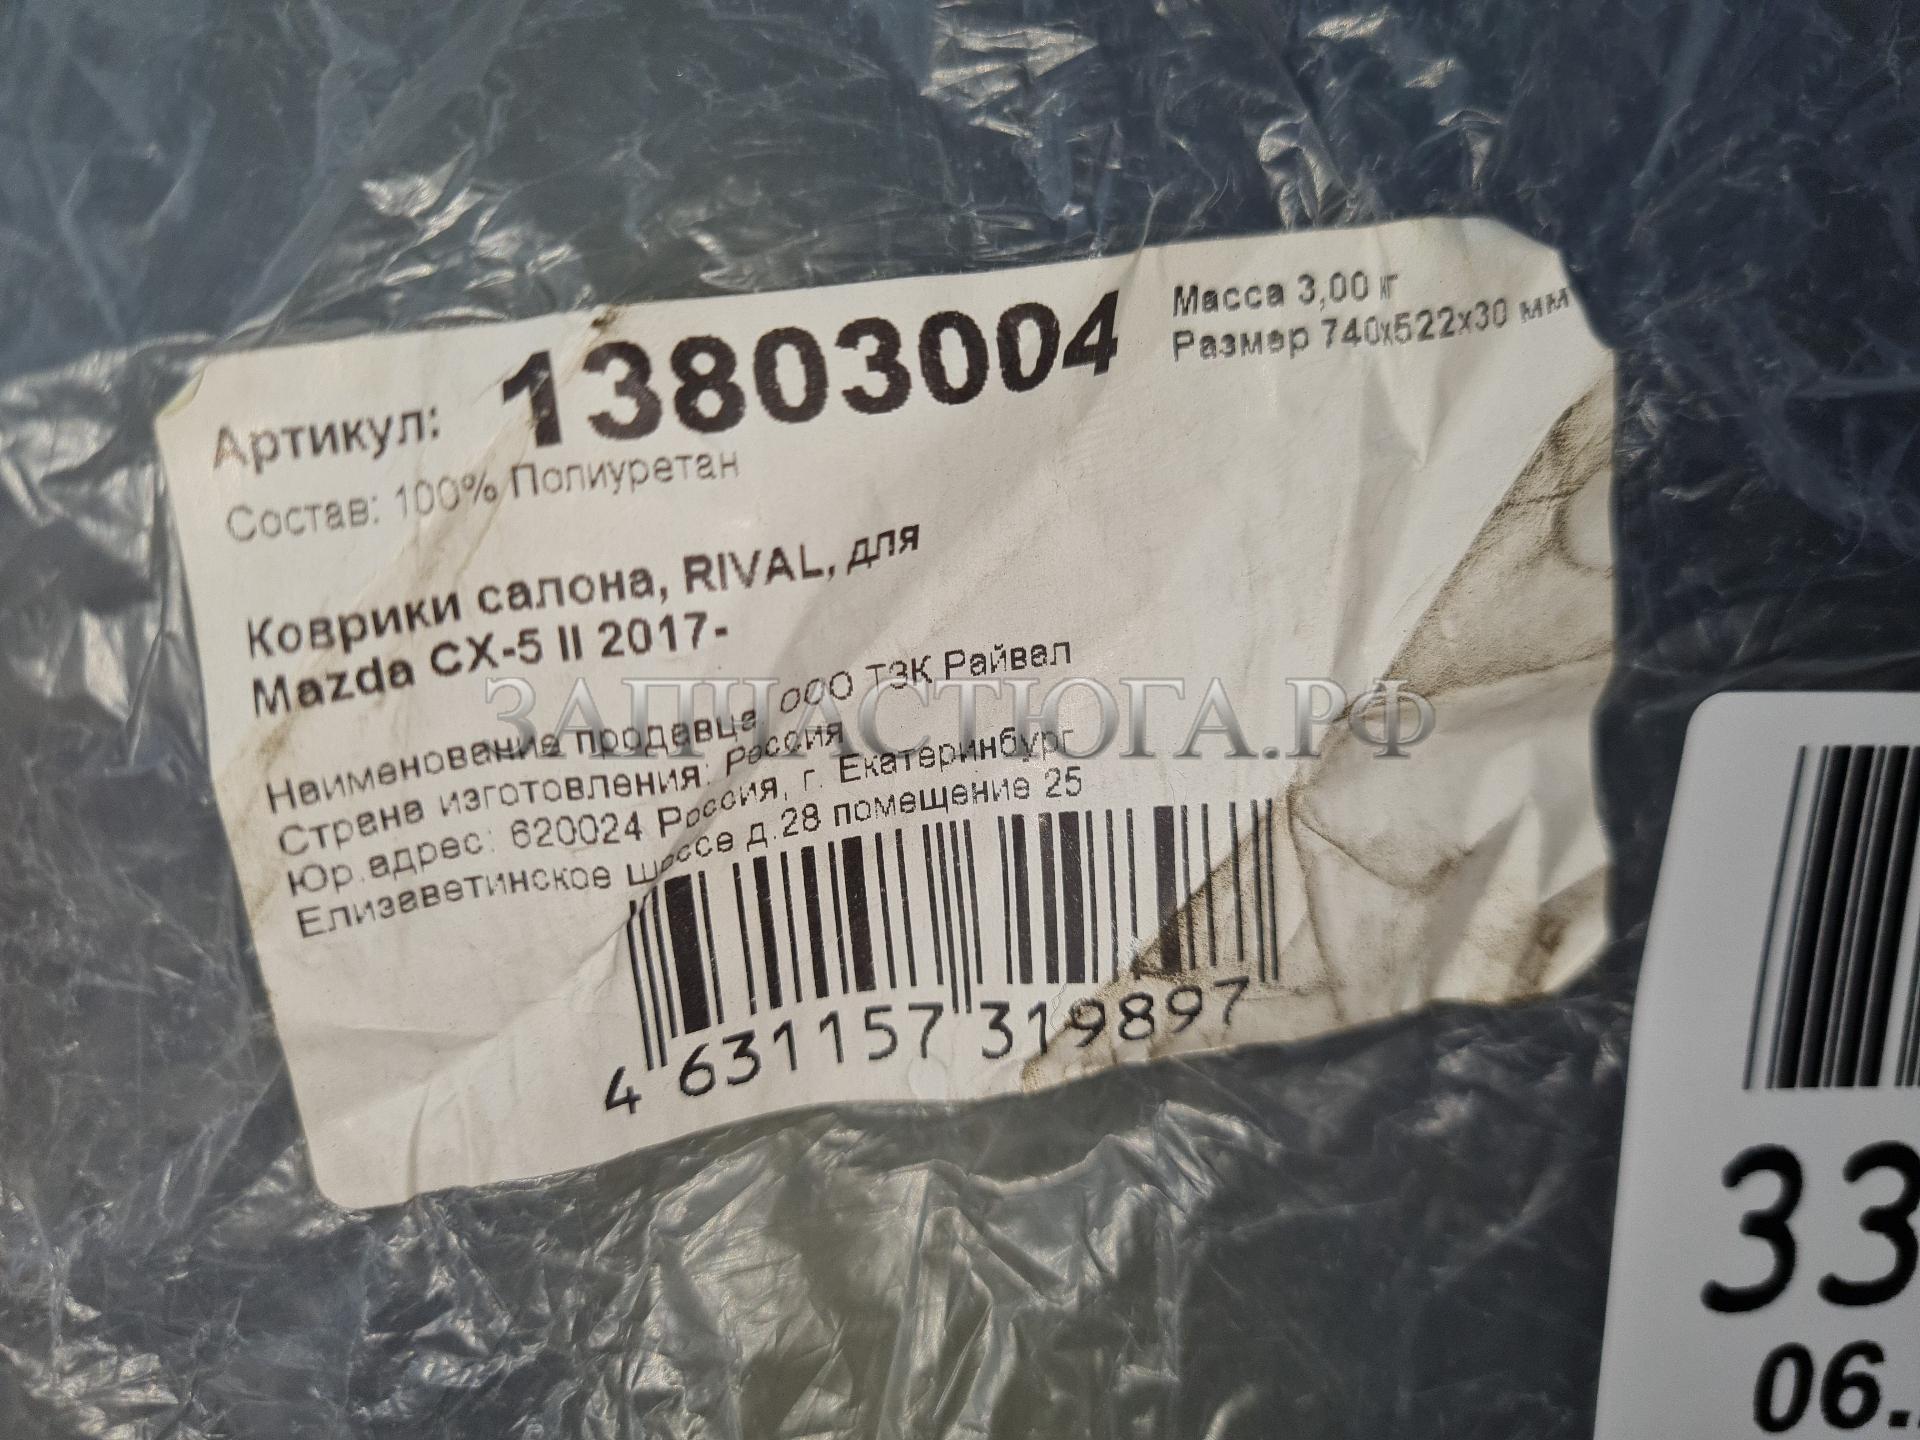 Артикул: 13803004
Масса 3,00 кг
Размер 740х522х30 мм
Состав: 100% Полиуретан
Коврики салона, RIVAL, для
Mazda CX-5 II 2017-
Наименование продавца: ООО ТЗК Райвал
Страна изготовления: Россия
Юр.адрес: 620024 Россия, г. Екатеринбург
Елизаветинское шоссе д.28 помещение 25
4 631157 319897
ЗАПЧАСТЮГА.РФ
33
06.